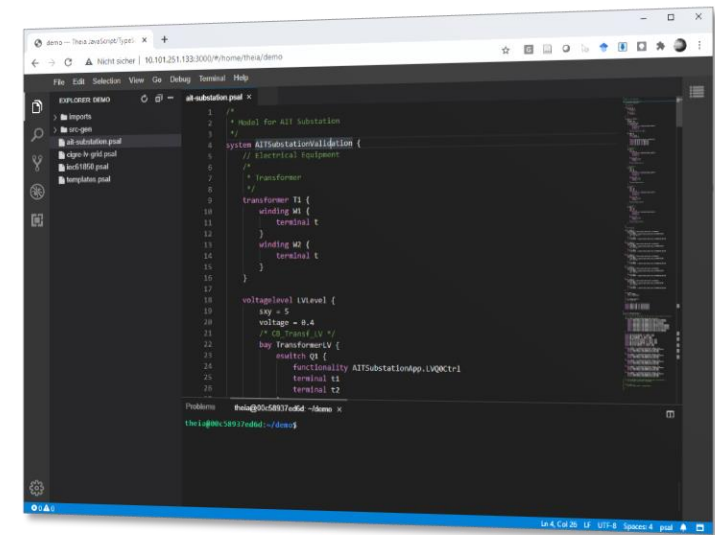 demo — Theia JavaScript/TypeS
Nicht sicher | 10.101.251.133:3000/#/home/theia/demo
File Edit Selection View Go Debug Terminal Help
EXPLORER: DEMO
imports
src-gen
ait-substation.psal
cigre-lv-grid.psal
iec61850.psal
templates.psal
ait-substation.psal ×
1 /*
2 * Model for AIT Substation
3 */
4 system AITSubstationValidation {
5 // Electrical Equipment
6 /*
7 * Transformer
8 */
9 transformer T1 {
10 winding W1 {
11 terminal t
12 }
13 winding W2 {
14 terminal t
15 }
16 }
17
18 voltagelevel LVLevel {
19 sxy = 5
20 voltage = 0.4
21 /* CB_Transf_LV */
22 bay TransformerLV {
23 eswitch Q1 {
24 functionality AITSubstationApp.LVQ0Ctrl
25 terminal t1
26 terminal t2
Problems theia@00c58937ed6d: ~/demo ×
theia@00c58937ed6d:~/demo$
0 0
Ln 4, Col 26 LF UTF-8 Spaces: 4 psal